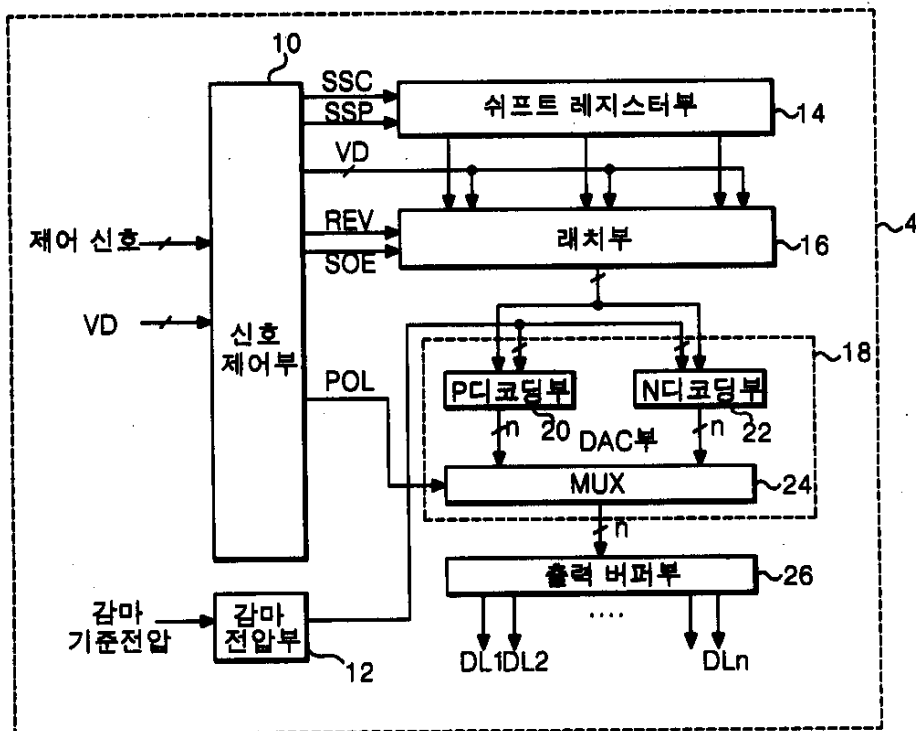 10
SSC
쉬프트 레지스터부
14
SSP
VD
REV
래치부
16
제어 신호
SOE
4
VD
신호
제어부
18
P디코딩부
N디코딩부
POL
20
22
n
DAC부
n
MUX
24
n
출력 버퍼부
26
감마
기준전압
감마
전압부
....
12
DL1
DL2
DLn